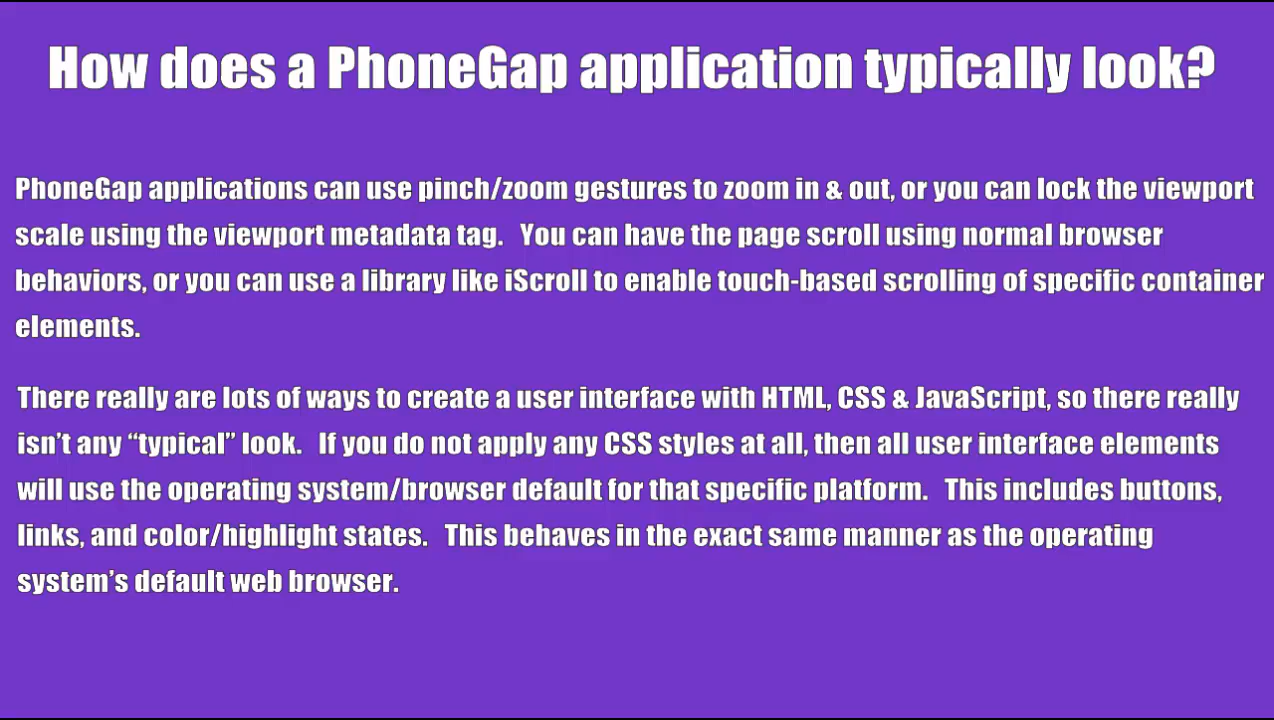 How does a PhoneGap application typically look?
PhoneGap applications can use pinch/zoom gestures to zoom in & out, or you can lock the viewport
scale using the viewport metadata tag.   You can have the page scroll using normal browser
behaviors, or you can use a library like iScroll to enable touch-based scrolling of specific container
elements.
There really are lots of ways to create a user interface with HTML, CSS & JavaScript, so there really
isn’t any “typical” look.   If you do not apply any CSS styles at all, then all user interface elements
will use the operating system/browser default for that specific platform.   This includes buttons,
links, and color/highlight states.   This behaves in the exact same manner as the operating
system’s default web browser.